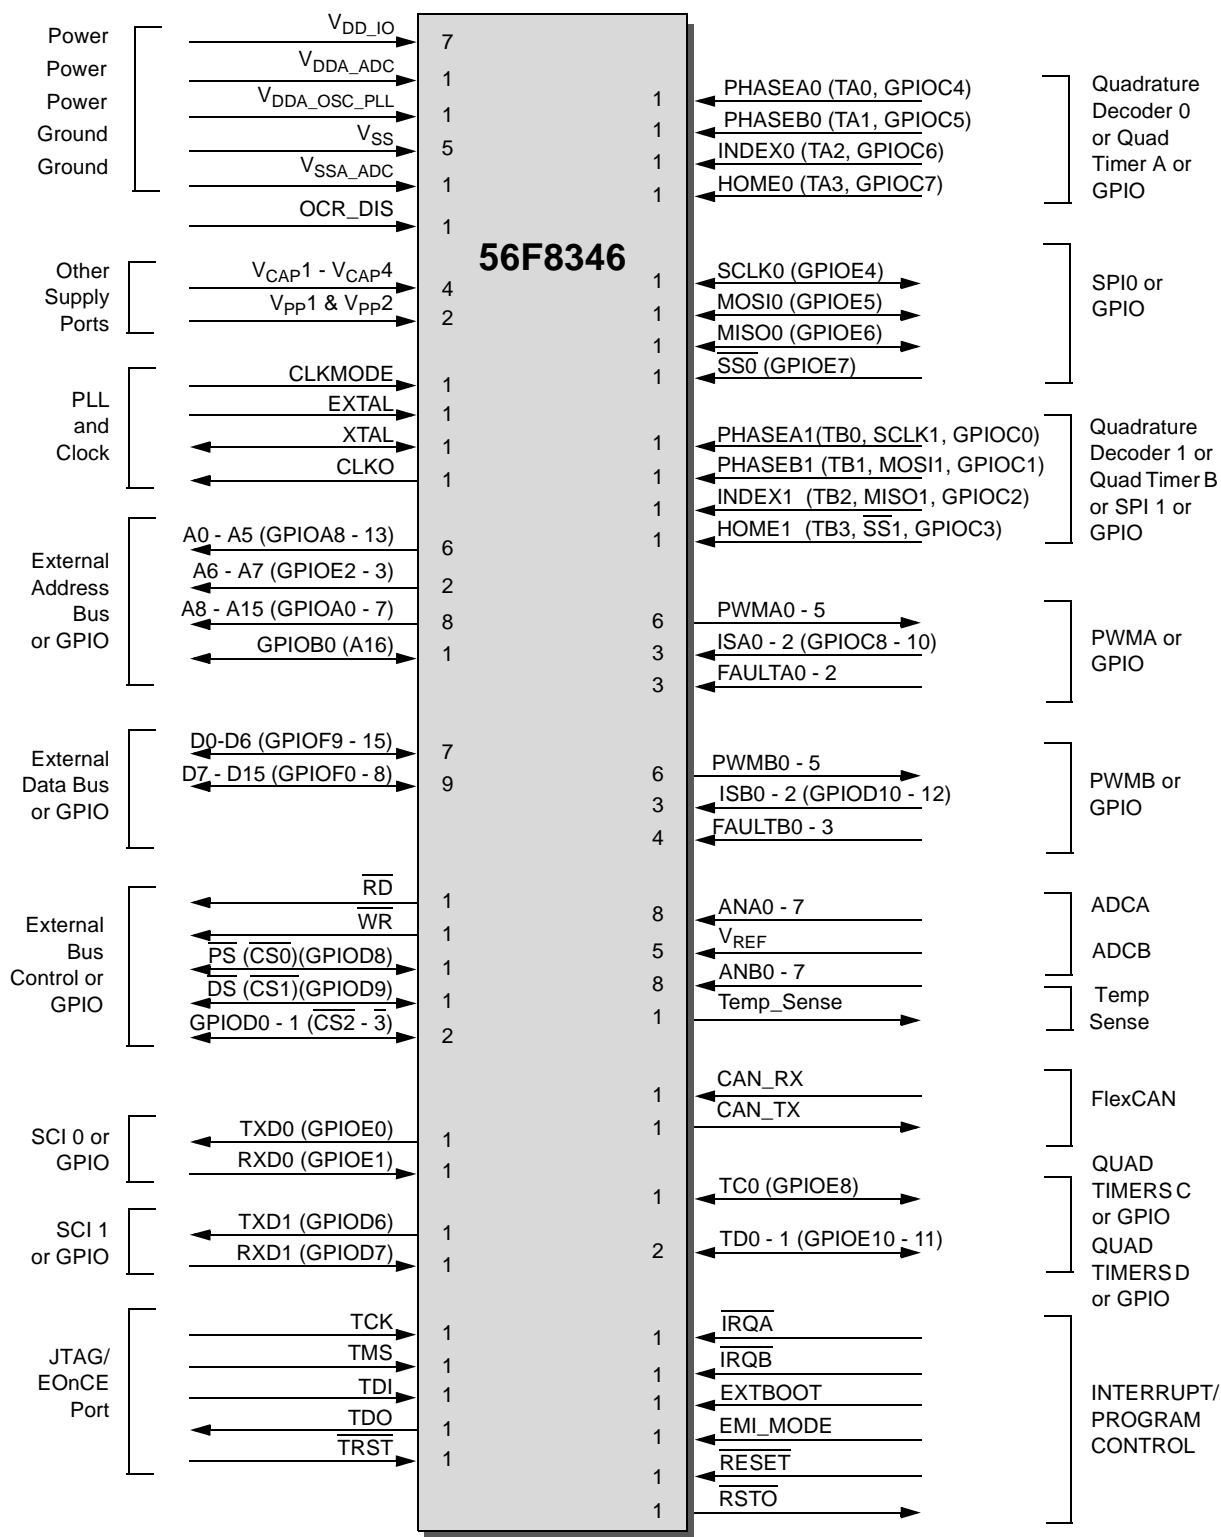 Power
Power
Power
Ground
Ground
V DD_IO
7
V DDA_ADC
1
V DDA_OSC_PLL
1
V SS
5
V SSA_ADC
1
OCR_DIS
1
Other
Supply
Ports
V CAP1 - V CAP4
4
V PP1 & V PP2
2
PLL
and
Clock
CLKMODE
1
EXTAL
1
XTAL
1
CLKO
1
External
Address
Bus
or GPIO
A0 - A5 (GPIOA8 - 13)
6
A6 - A7 (GPIOE2 - 3)
2
A8 - A15 (GPIOA0 - 7)
8
GPIOB0 (A16)
1
External
Data Bus
or GPIO
D0-D6 (GPIOF9 - 15)
7
D7 - D15 (GPIOF0 - 8)
9
External
Bus
Control or
GPIO
RD
1
WR
1
PS (CS0)(GPIOD8)
1
DS (CS1)(GPIOD9)
1
GPIOD0 - 1 (CS2 - 3)
2
SCI 0 or
GPIO
TXD0 (GPIOE0)
1
RXD0 (GPIOE1)
1
SCI 1
or GPIO
TXD1 (GPIOD6)
1
RXD1 (GPIOD7)
1
JTAG/
EOnCE
Port
TCK
1
TMS
1
TDI
1
TDO
1
TRST
1
56F8346
1
PHASEA0 (TA0, GPIOC4)
1
PHASEB0 (TA1, GPIOC5)
1
INDEX0 (TA2, GPIOC6)
1
HOME0 (TA3, GPIOC7)
Quadrature
Decoder 0
or Quad
Timer A or
GPIO
1
SCLK0 (GPIOE4)
1
MOSI0 (GPIOE5)
1
MISO0 (GPIOE6)
1
SS0 (GPIOE7)
SPI0 or
GPIO
1
PHASEA1(TB0, SCLK1, GPIOC0)
1
PHASEB1 (TB1, MOSI1, GPIOC1)
1
INDEX1 (TB2, MISO1, GPIOC2)
1
HOME1 (TB3, SS1, GPIOC3)
Quadrature
Decoder 1 or
Quad Timer B
or SPI 1 or
GPIO
6
PWMA0 - 5
3
ISA0 - 2 (GPIOC8 - 10)
3
FAULTA0 - 2
PWMA or
GPIO
6
PWMB0 - 5
3
ISB0 - 2 (GPIOD10 - 12)
4
FAULTB0 - 3
PWMB or
GPIO
8
ANA0 - 7
5
V REF
8
ANB0 - 7
ADCA
ADCB
1
Temp_Sense
Temp
Sense
1
CAN_RX
1
CAN_TX
FlexCAN
1
TC0 (GPIOE8)
2
TD0 - 1 (GPIOE10 - 11)
QUAD
TIMERS C
or GPIO
QUAD
TIMERS D
or GPIO
1
IRQA
1
IRQB
1
EXTBOOT
1
EMI_MODE
1
RESET
1
RSTO
INTERRUPT/
PROGRAM
CONTROL